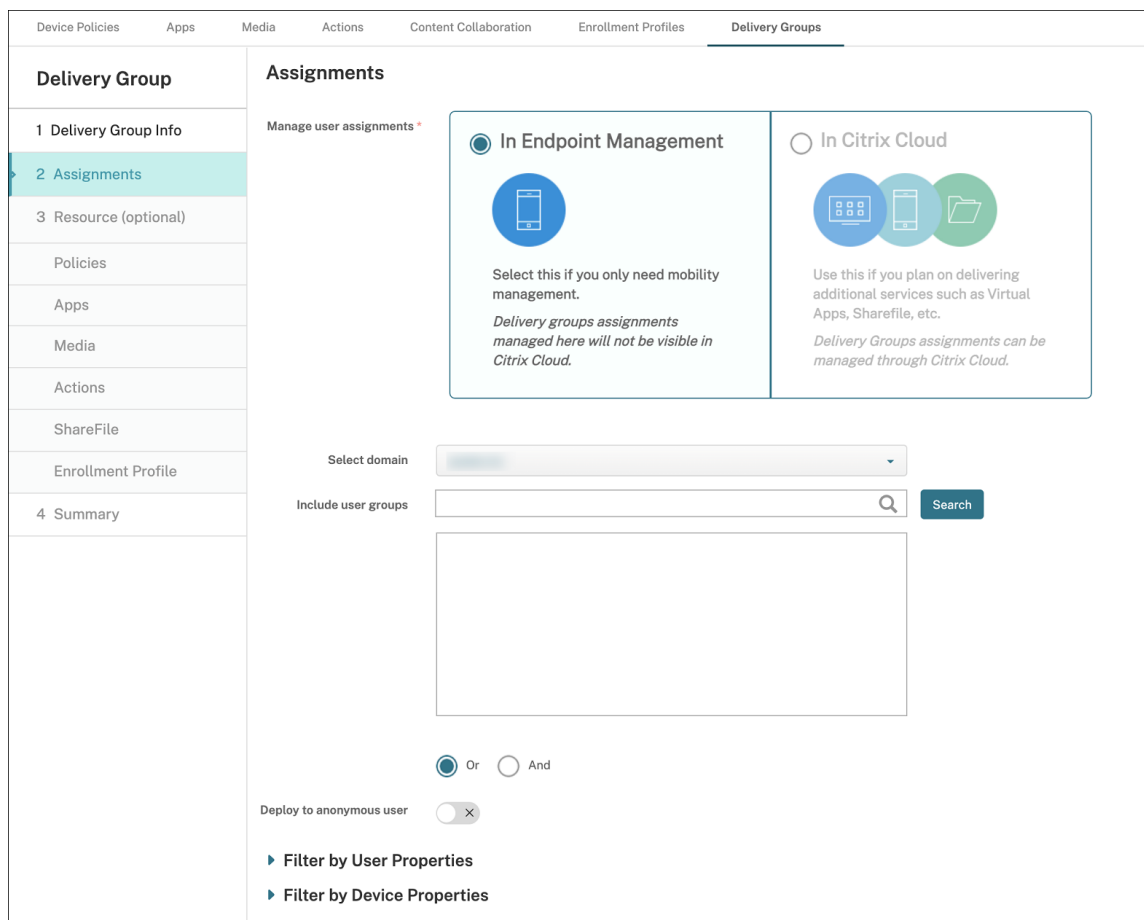 Device Policies Apps Media Actions Content Collaboration Enrollment Profiles Delivery Groups
Delivery Group
1 Delivery Group Info
2 Assignments
3 Resource (optional)
Policies
Apps
Media
Actions
ShareFile
Enrollment Profile
4 Summary
Assignments
Manage user assignments *
In Endpoint Management
Select this if you only need mobility
management.
Delivery groups assignments
managed here will not be visible in
Citrix Cloud.
In Citrix Cloud
Use this if you plan on delivering
additional services such as Virtual
Apps, Sharefile, etc.
Delivery Groups assignments can be
managed through Citrix Cloud.
Select domain
Include user groups
Search
Or And
Deploy to anonymous user
Filter by User Properties
Filter by Device Properties